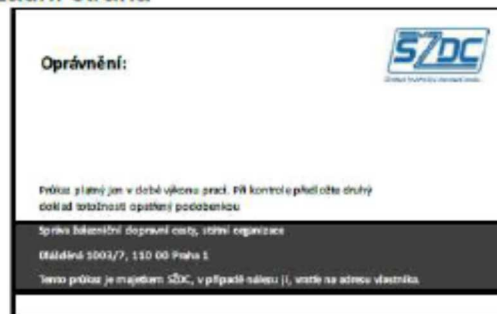 strana
Oprávnění:
SŽDC
Průkaz platný jen v době výkonu prací. Při kontrole předložte druhý
doklad totožnosti opatřený podobenkou
Správa železniční dopravní cesty, státní organizace
Dlážděná 1003/7, 110 00 Praha 1
Tento průkaz je majetkem SŽDC, v případě nálezu jí, vraťte na adresu vlastníka.